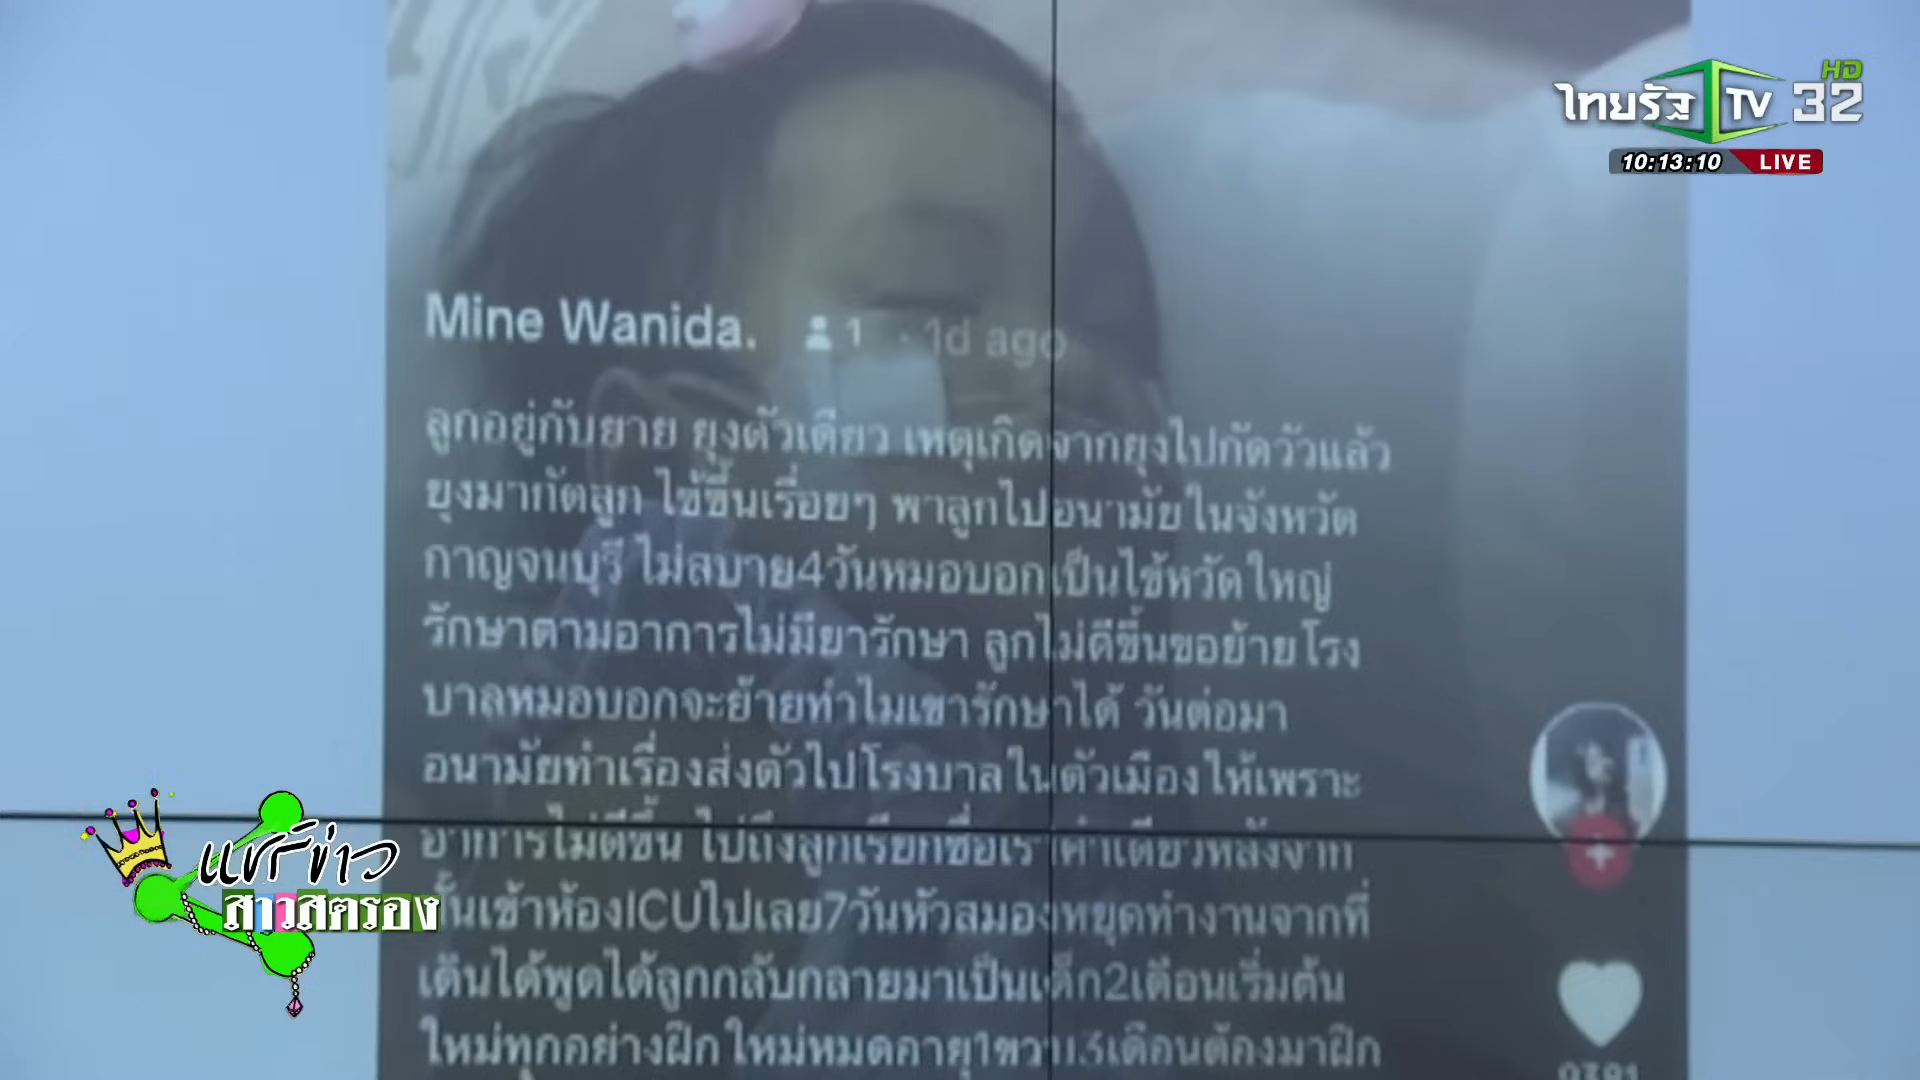 HD
ไทยรัฐ TV 32
10:13:10 LIVE
Mine Wanida. 1 · 1d ago
ลูกอยู่กับยาย ยุงตัวเดียว เหตุเกิดจากยุงไปกัดวัวแล้ว
ยุงมากัดลูก ไข้ขึ้นเรื่อยๆ พาลูกไปอนามัยในจังหวัด
กาญจนบุรี ไม่สบาย4วันหมอบอกเป็นไข้หวัดใหญ่
รักษาตามอาการไม่มียารักษา ลูกไม่ดีขึ้นขอย้ายโรง
บาลหมอบอกจะย้ายทำไมเขารักษาได้ วันต่อมา
อนามัยทำเรื่องส่งตัวไปโรงบาลในตัวเมืองให้เพราะ
อาการไม่ดีขึ้น ไปถึงลูกเรียกชื่อเราคำเดียวหลังจาก
นั้นเข้าห้องICUไปเลย7วันหัวสมองหยุดทำงานจากที่
เดินได้พูดได้ลูกกลับกลายมาเป็นเด็ก2เดือนเริ่มต้น
ใหม่ทุกอย่างฝึกใหม่หมดอายุ1ขวบ3เดือนต้องมาฝึก
แชร์ข่าว
สาวสตรอง